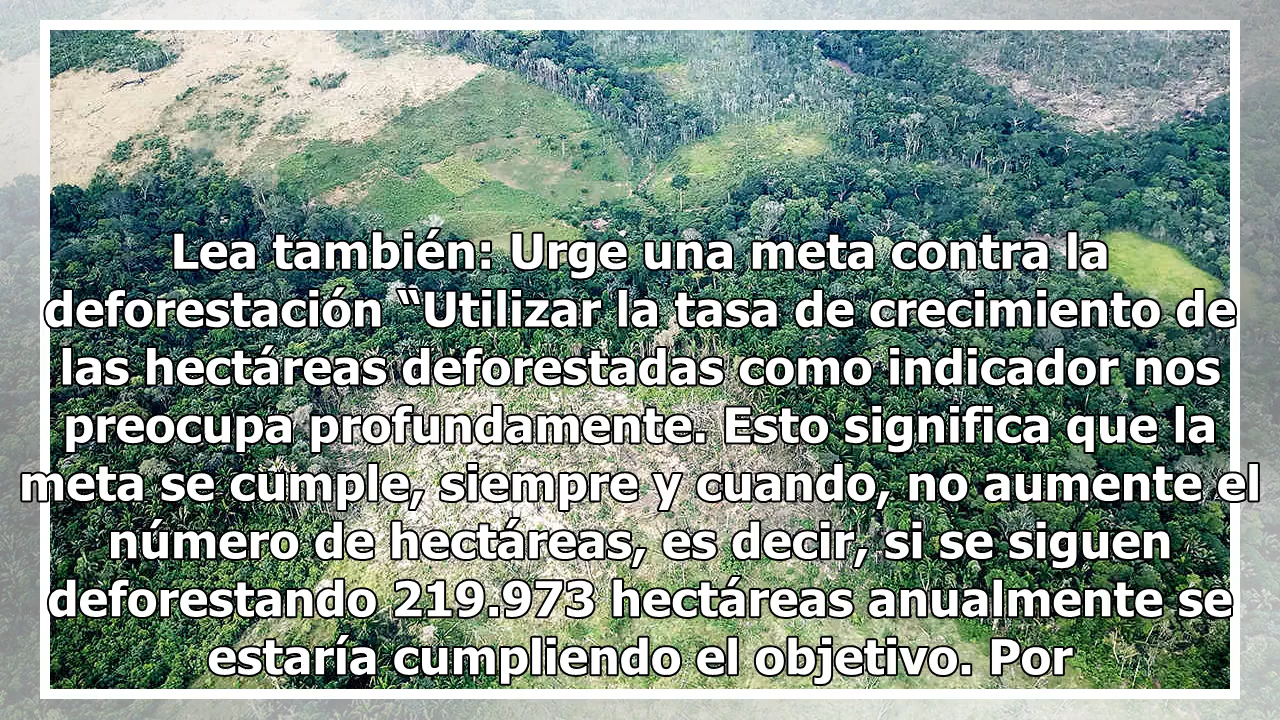 Lea también: Urge una meta contra la
deforestación “Utilizar la tasa de crecimiento de
las hectáreas deforestadas como indicador nos
preocupa profundamente. Esto significa que la
meta se cumple, siempre y cuando, no aumente el
número de hectáreas, es decir, si se siguen
deforestando 219.973 hectáreas anualmente se
estaría cumpliendo el objetivo. Por